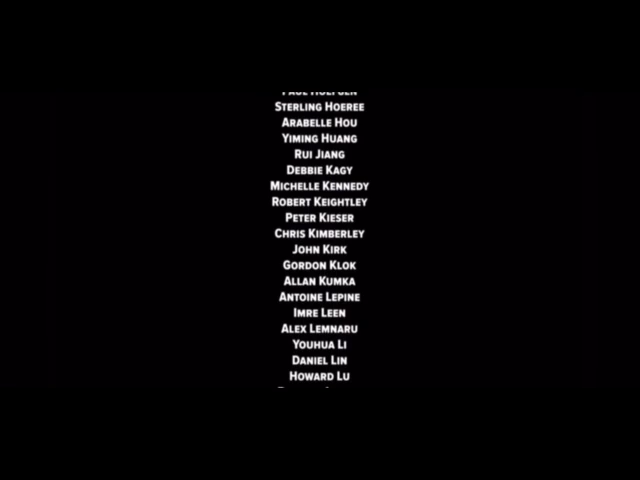 Sterling Hoeree
Arabelle Hou
Yiming Huang
Rui Jiang
Debbie Kagy
Michelle Kennedy
Robert Keightley
Peter Kieser
Chris Kimberley
John Kirk
Gordon Klok
Allan Kumka
Antoine Lepine
Imre Leen
Alex Lemnaru
Youhua Li
Daniel Lin
Howard Lu